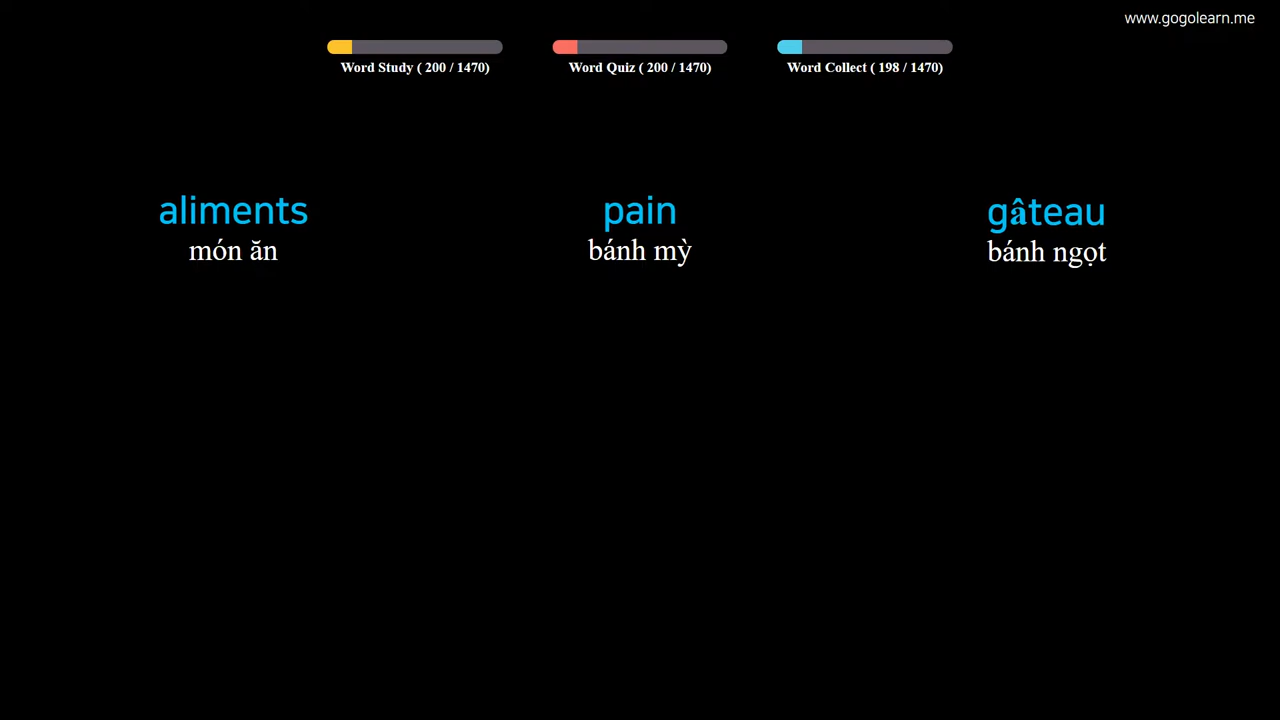 www.gogolearn.me
Word Study ( 200 / 1470)
Word Quiz ( 200 / 1470)
Word Collect ( 198 / 1470)
aliments
món ăn
pain
bánh mỳ
gâteau
bánh ngọt